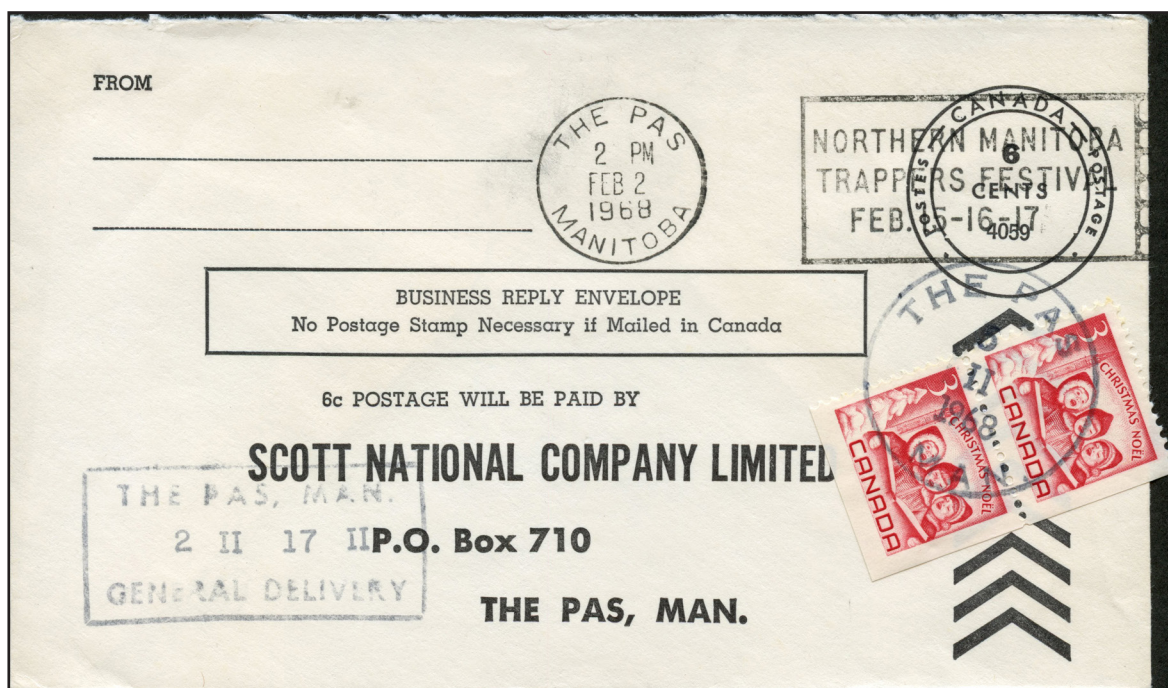 FROM
THE PAS
2 PM
FEB 2
1968
MANITOBA
NORTHERN MANITOBA
TRAPPERS FESTIVAL
FEB. 15-16-17
CANADA
POSTES POSTAGE
6
CENTS
4059
BUSINESS REPLY ENVELOPE
No Postage Stamp Necessary if Mailed in Canada
6c POSTAGE WILL BE PAID BY
SCOTT NATIONAL COMPANY LIMITED
P.O. Box 710
THE PAS, MAN.
THE PAS
II
1968
MAN
3
CHRISTMAS NOEL
CANADA
3
CHRISTMAS NOEL
CANADA
THE PAS, MAN.
2 II 17 II
GENERAL DELIVERY